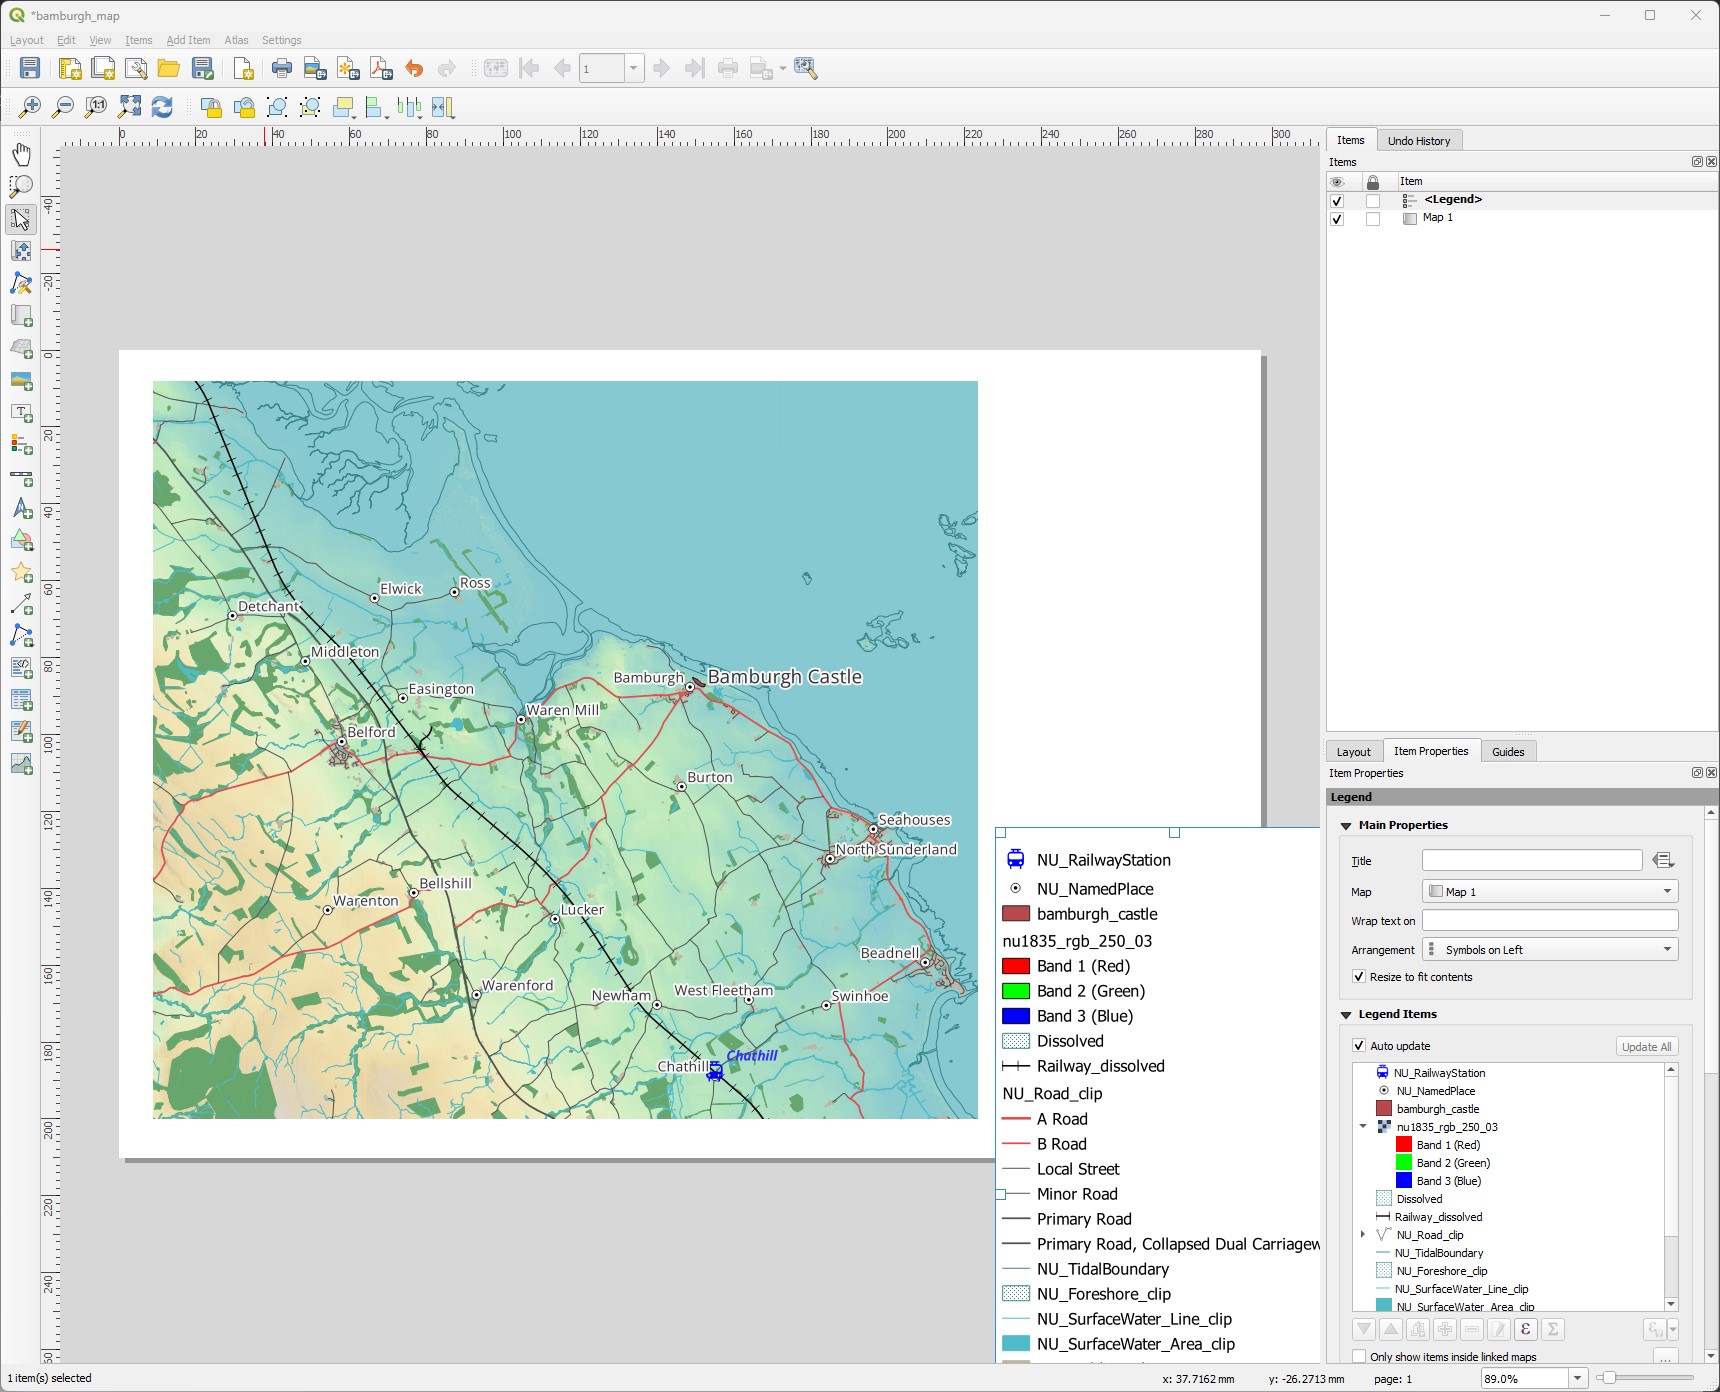 *bamburgh_map
Layout Edit View Items Add Item Atlas Settings
1
1:1
0 20 40 60 80 100 120 140 160 180 200 220 240 260 280 300
-40
-20
0
20
40
60
80
100
120
140
160
180
200
220
240
Elwick
Ross
Detchant
Middleton
Bamburgh
Bamburgh Castle
Easington
Waren Mill
Belford
Burton
Seahouses
North Sunderland
Bellshill
Warenton
Lucker
Beadnell
Warenford
Newham
West Fleetham
Swinhoe
Chathill
Chathill
NU_RailwayStation
NU_NamedPlace
bamburgh_castle
nu1835_rgb_250_03
Band 1 (Red)
Band 2 (Green)
Band 3 (Blue)
Dissolved
Railway_dissolved
NU_Road_clip
A Road
B Road
Local Street
Minor Road
Primary Road
Primary Road, Collapsed Dual Carriagew
NU_TidalBoundary
NU_Foreshore_clip
NU_SurfaceWater_Line_clip
NU_SurfaceWater_Area_clip
Items Undo History
Items
Item
<Legend>
Map 1
Layout Item Properties Guides
Item Properties
Legend
Main Properties
Title
Map Map 1
Wrap text on
Arrangement Symbols on Left
Resize to fit contents
Legend Items
Auto update Update All
NU_RailwayStation
NU_NamedPlace
bamburgh_castle
nu1835_rgb_250_03
Band 1 (Red)
Band 2 (Green)
Band 3 (Blue)
Dissolved
Railway_dissolved
NU_Road_clip
NU_TidalBoundary
NU_Foreshore_clip
NU_SurfaceWater_Line_clip
NU_SurfaceWater_Area_clip
ε Σ
Only show items inside linked maps ...
1 item(s) selected x: 37.7162 mm y: -26.2713 mm page: 1 89.0%